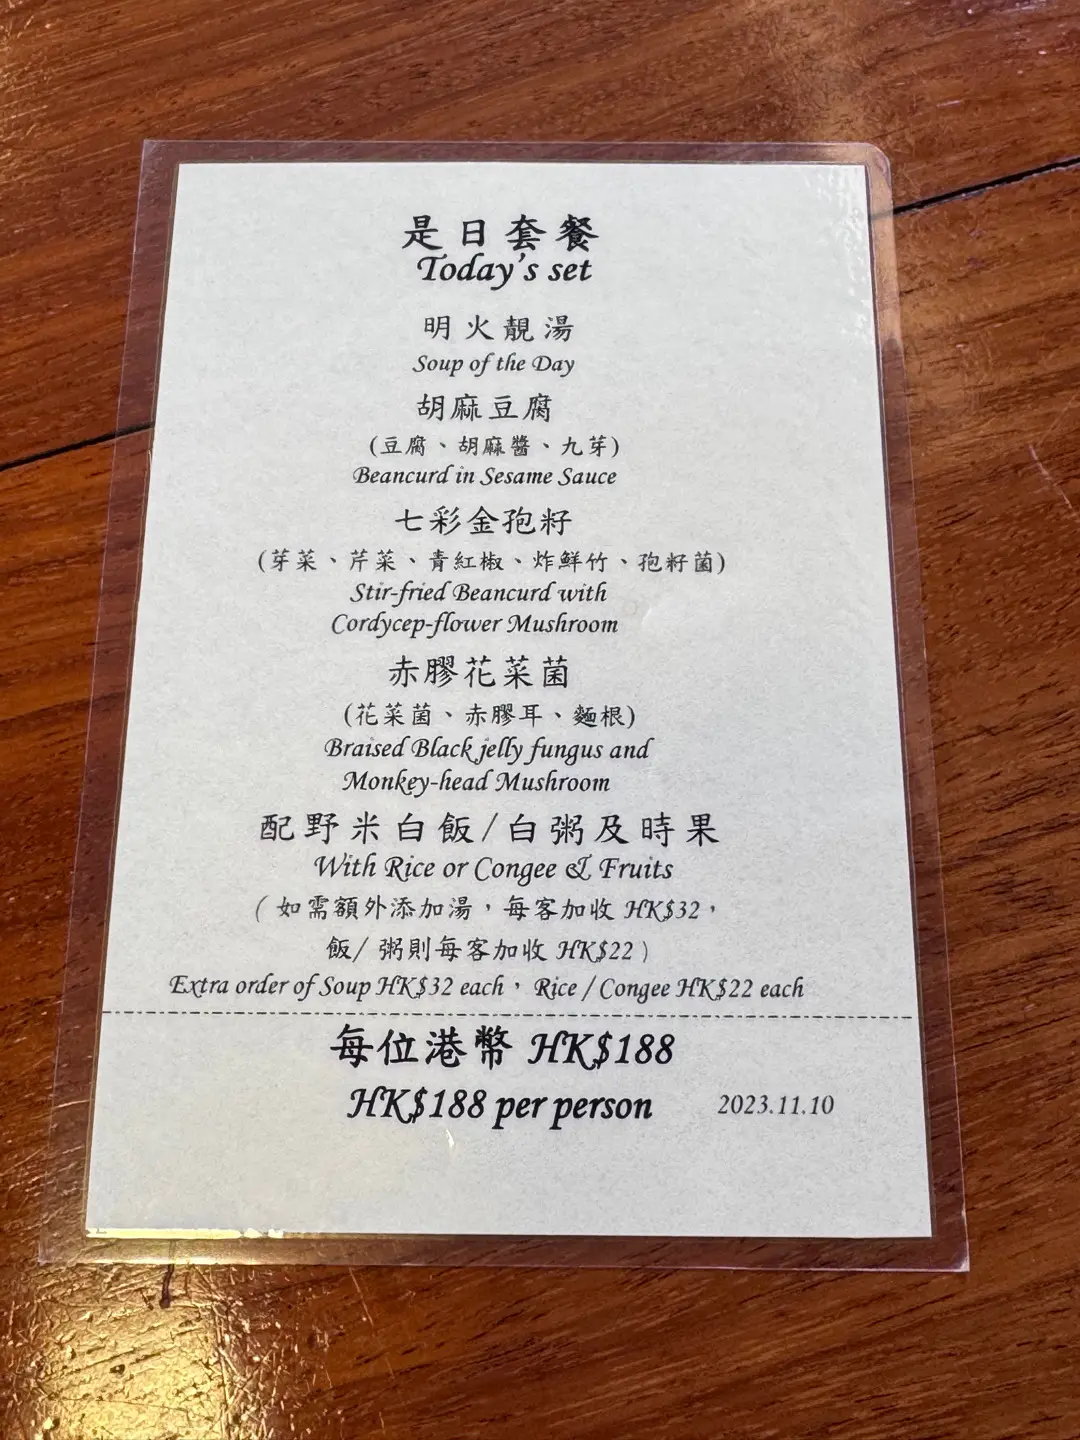 是日套餐
Today's set
明火靚湯
Soup of the Day
胡麻豆腐
(豆腐、胡麻醬、九芽)
Beancurd in Sesame Sauce
七彩金孢籽
(芽菜、芹菜、青紅椒、炸鮮竹、孢籽菌)
Stir-fried Beancurd with
Cordycep-flower Mushroom
赤膠花菜菌
(花菜菌、赤膠耳、麵根)
Braised Black jelly fungus and
Monkey-head Mushroom
配野米白飯/白粥及時果
With Rice or Congee & Fruits
( 如需額外添加湯，每客加收 HK$32，
飯/ 粥則每客加收 HK$22 )
Extra order of Soup HK$32 each， Rice / Congee HK$22 each
每位港幣 HK$188
HK$188 per person
2023.11.10